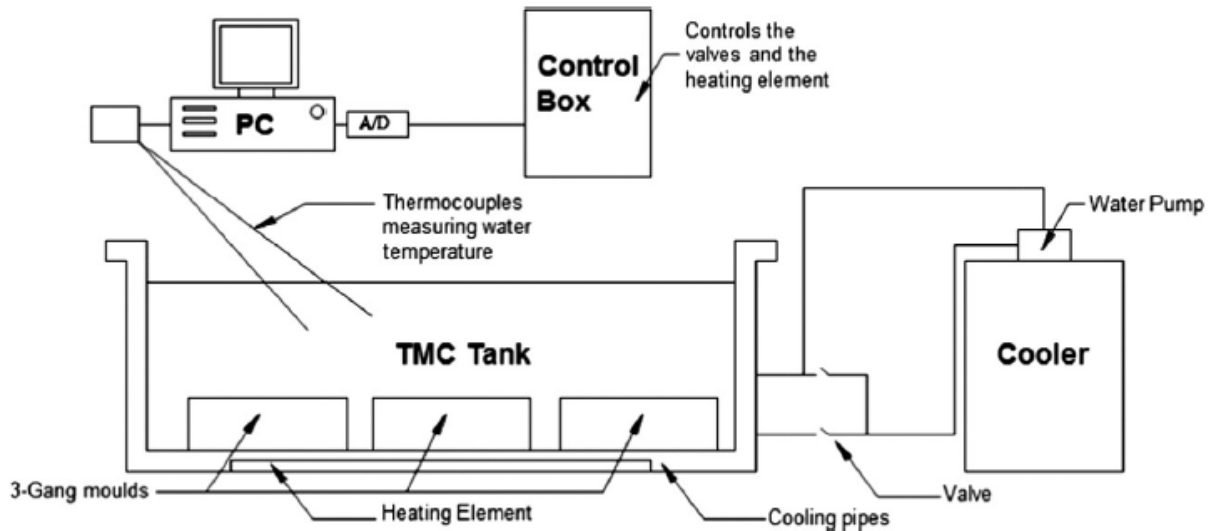 Controls the
valves and the
heating element
Control
Box
PC
A/D
Thermocouples
measuring water
temperature
Water Pump
TMC Tank
Cooler
3-Gang moulds
Heating Element
Cooling pipes
Valve